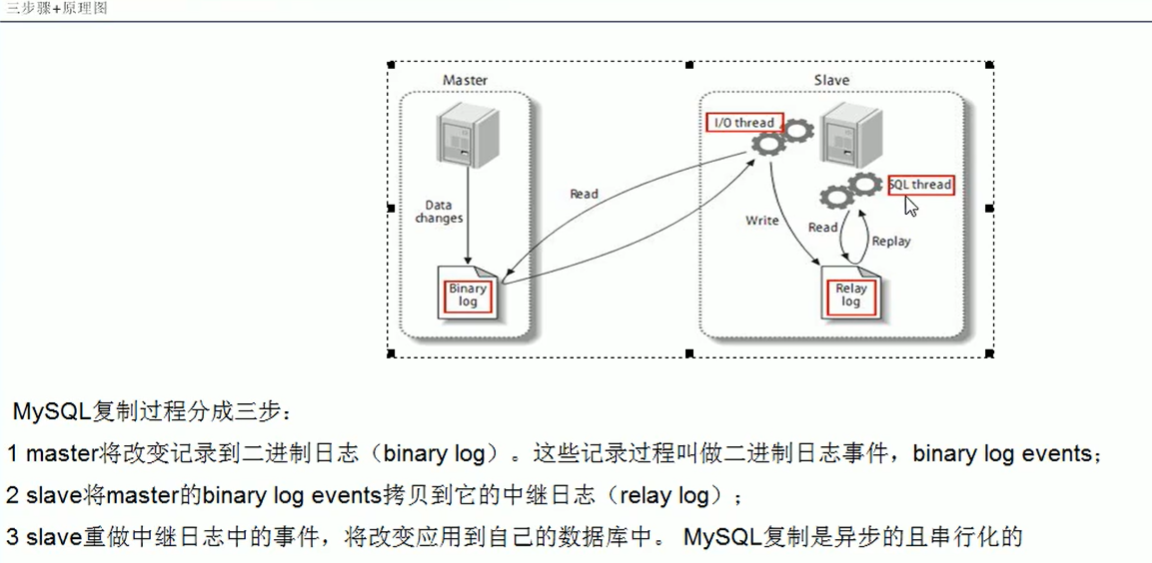 三步骤+原理图
Master
Slave
I/O thread
SQL thread
Data
changes
Read
Write
Read
Replay
Binary
log
Relay
log
MySQL复制过程分成三步：
1 master将改变记录到二进制日志（binary log）。这些记录过程叫做二进制日志事件，binary log events；
2 slave将master的binary log events拷贝到它的中继日志（relay log）；
3 slave重做中继日志中的事件，将改变应用到自己的数据库中。 MySQL复制是异步的且串行化的